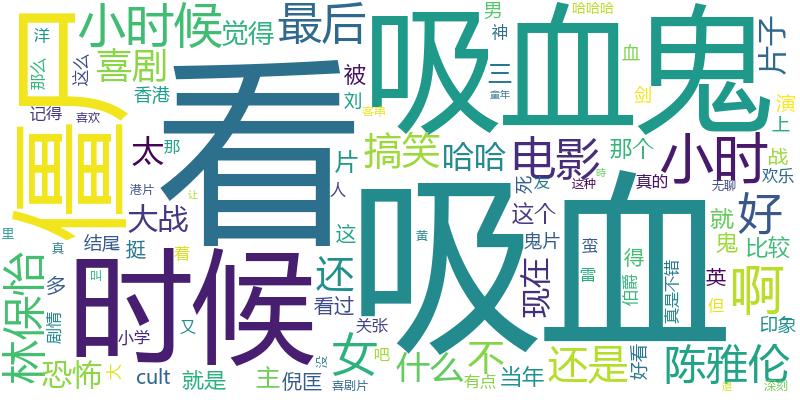 小时候
觉得
最后
吸血鬼
男
神
哈哈哈
片子
洋
那么
这么
喜剧
香港
被
刘
三
剑
血
童年
演
上
僵尸
看
记得
喜欢
客串
太
那
片
搞笑
哈哈
电影
那个
小时
战
欢乐
港片
让
人
死
友
这种
真的
時
无聊
大战
吸血
这个
好
里
真
结尾
挺
着
这
黄
鬼片
蛮
雷
得
就
鬼
比较
林保怡
多
时候
还
看过
现在
伯爵
真是不错
英
但
啊
剧情
小学
又
关张
印象
恐怖
cult
就是
主
倪匡
女
没
吧
喜剧片
什么
有点
不
当年
还是
好看
陈雅伦
深刻